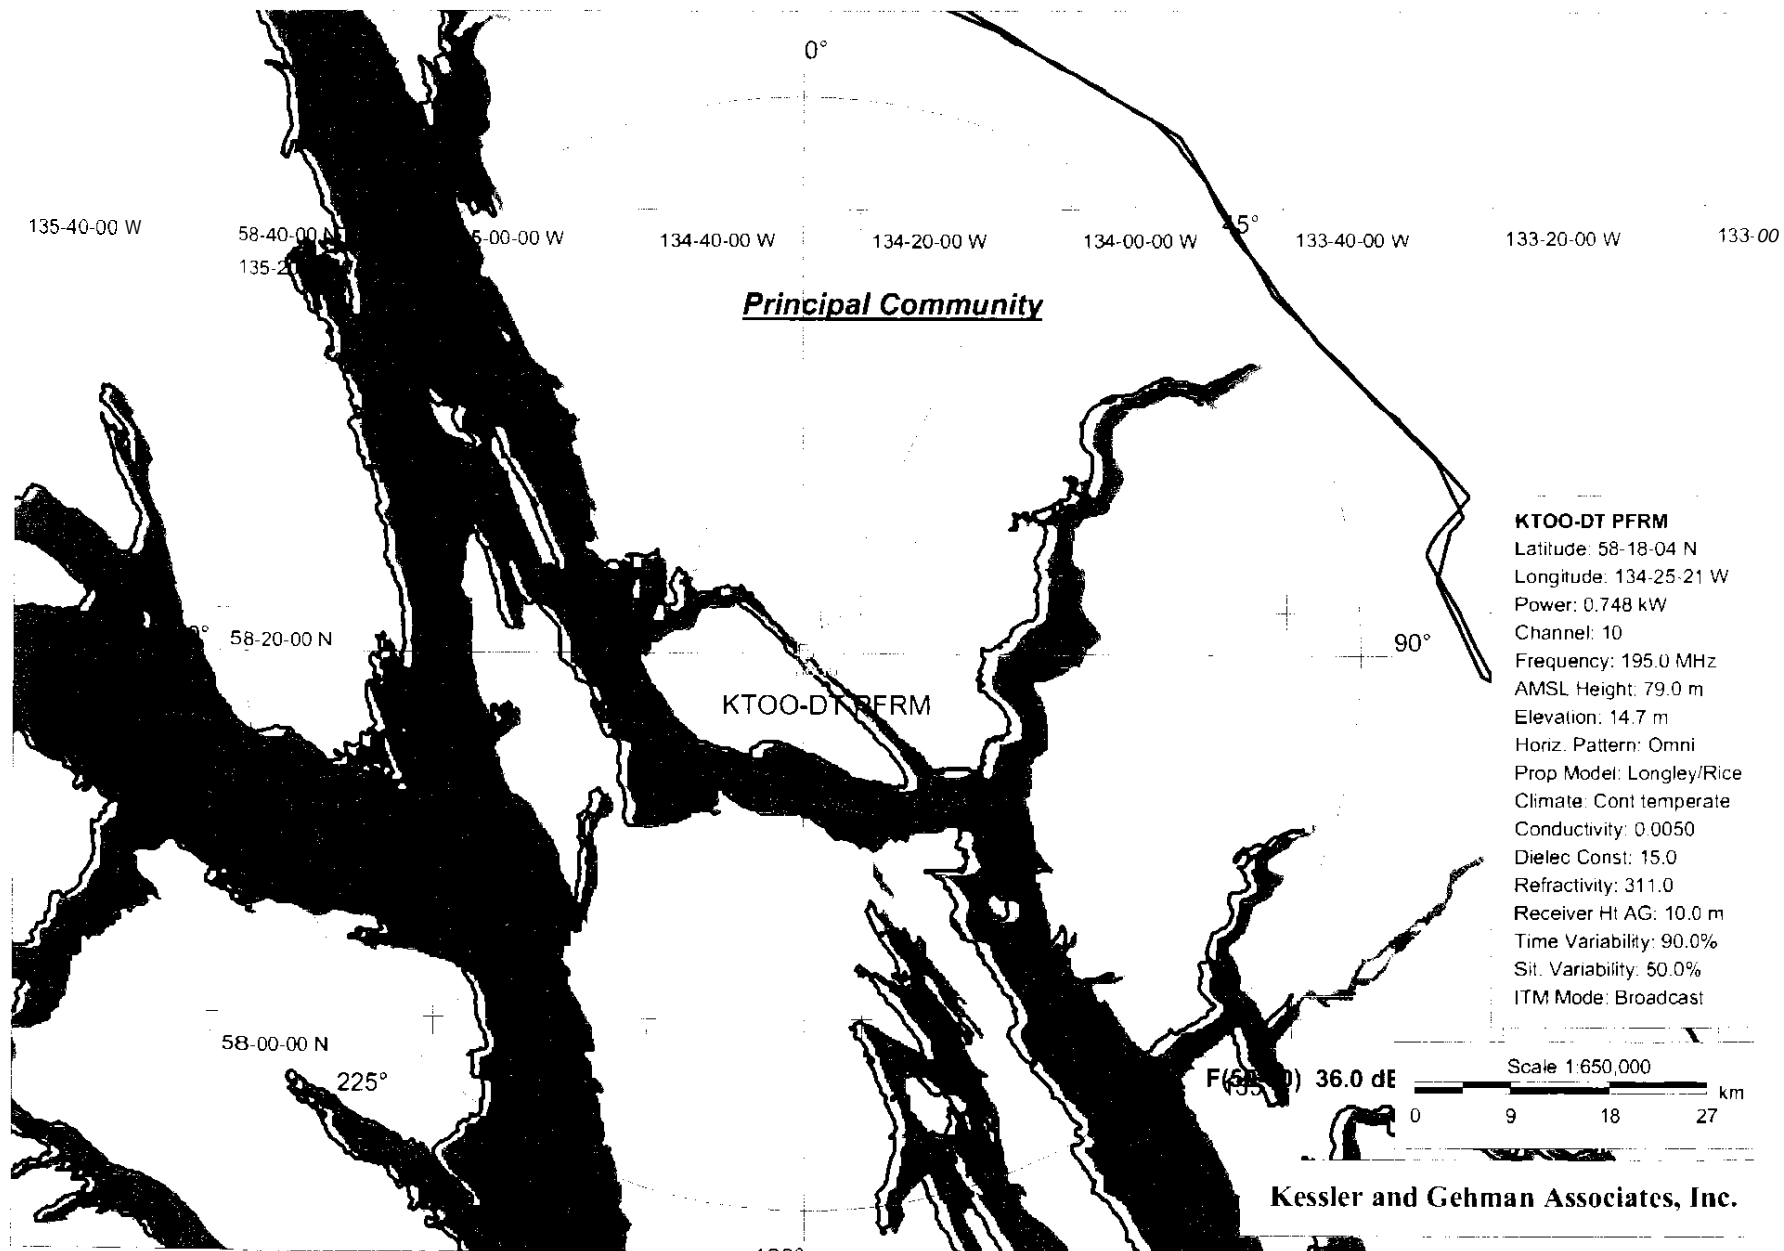 0°
45°
135-40-00 W
58-40-00 N
134-40-00 W
134-20-00 W
134-00-00 W
133-40-00 W
133-20-00 W
133-00
Principal Community
KTOO-DT PFRM
Latitude: 58-18-04 N
Longitude: 134-25-21 W
Power: 0.748 kW
Channel: 10
Frequency: 195.0 MHz
AMSL Height: 79.0 m
Elevation: 14.7 m
Horiz. Pattern: Omni
Prop Model: Longley/Rice
Climate: Cont temperate
Conductivity: 0.0050
Dielec Const: 15.0
Refractivity: 311.0
Receiver Ht AG: 10.0 m
Time Variability: 90.0%
Sit. Variability: 50.0%
ITM Mode: Broadcast
58-20-00 N
90°
KTOO-DT PFRM
58-00-00 N
225°
36.0
Scale 1:650,000
km
0 9 18 27
Kessler and Gehman Associates, Inc.